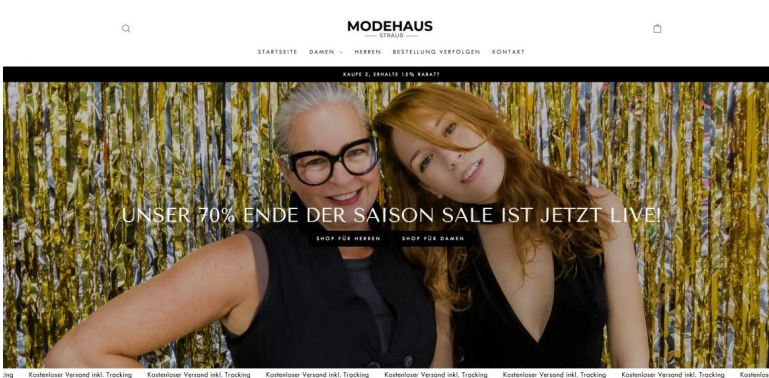 MODEHAUS
STRAUB
STARTSEITE DAMEN HERREN BESTELLUNG VERFOLGEN KONTAKT
KAUFE 2, ERHALTE 15% RABATT
UNSER 70% ENDE DER SAISON SALE IST JETZT LIVE!
SHOP FÜR HERREN SHOP FÜR DAMEN
king Kostenloser Versand inkl. Tracking Kostenloser Versand inkl. Tracking Kostenloser Versand inkl. Tracking Kostenloser Versand inkl. Tracking Kostenloser Versand inkl. Tracking Kostenloser Versand inkl. Tracking Kostenlos